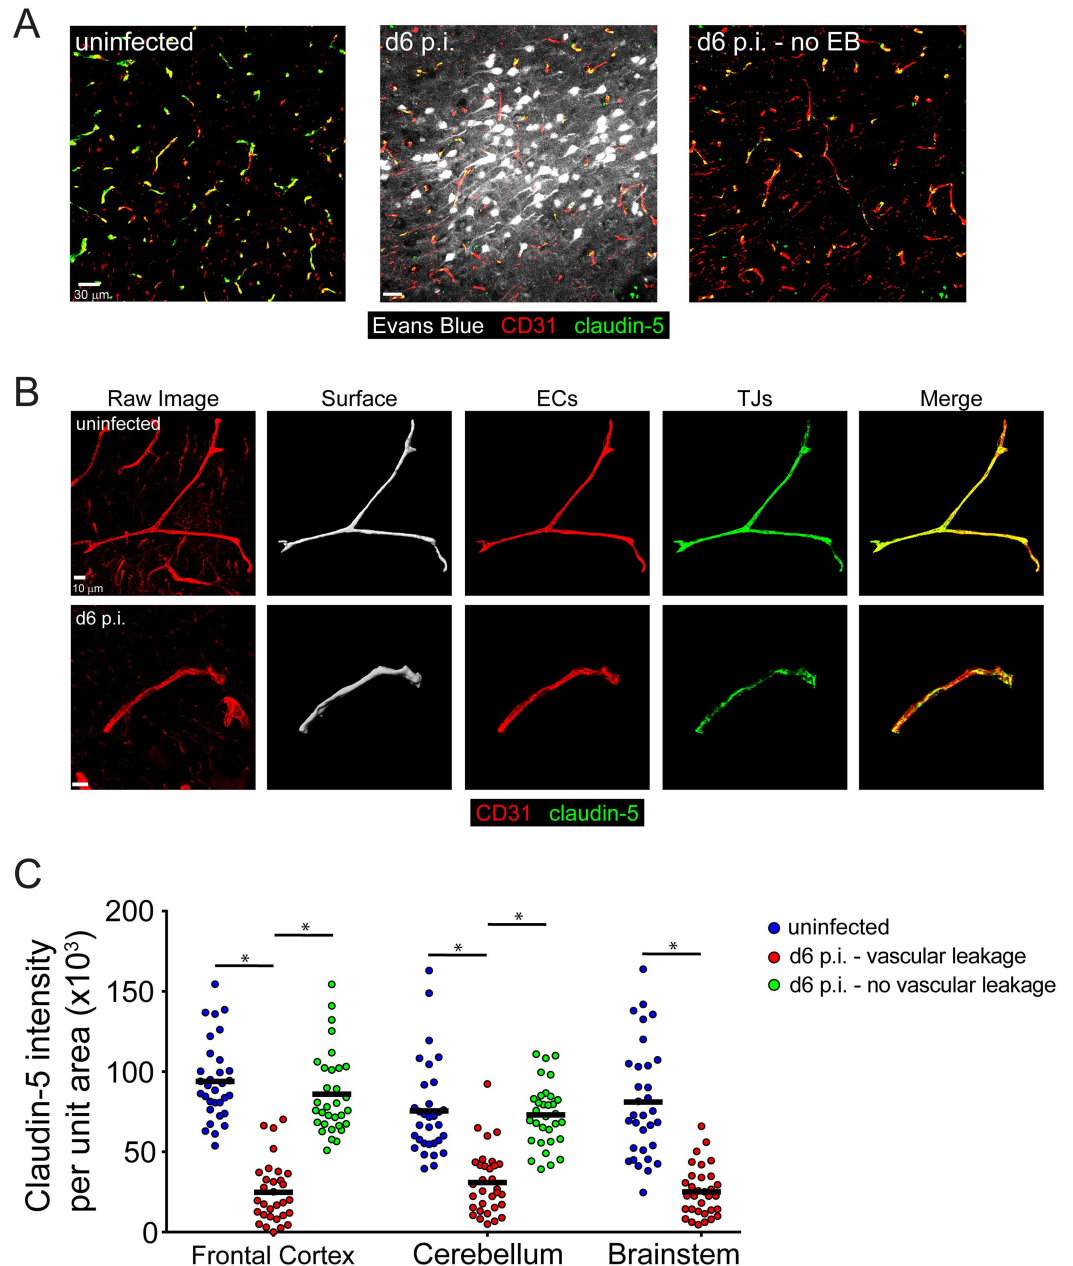 A
uninfected
d6 p.i.
d6 p.i. - no EB
30 µm
Evans Blue CD31 claudin-5
B
Raw Image Surface ECs TJs Merge
uninfected
10 µm
d6 p.i.
CD31 claudin-5
C
Claudin-5 intensity
per unit area (x10³)
200
150
100
50
0
* * * * *
Frontal Cortex Cerebellum Brainstem
uninfected
d6 p.i. - vascular leakage
d6 p.i. - no vascular leakage